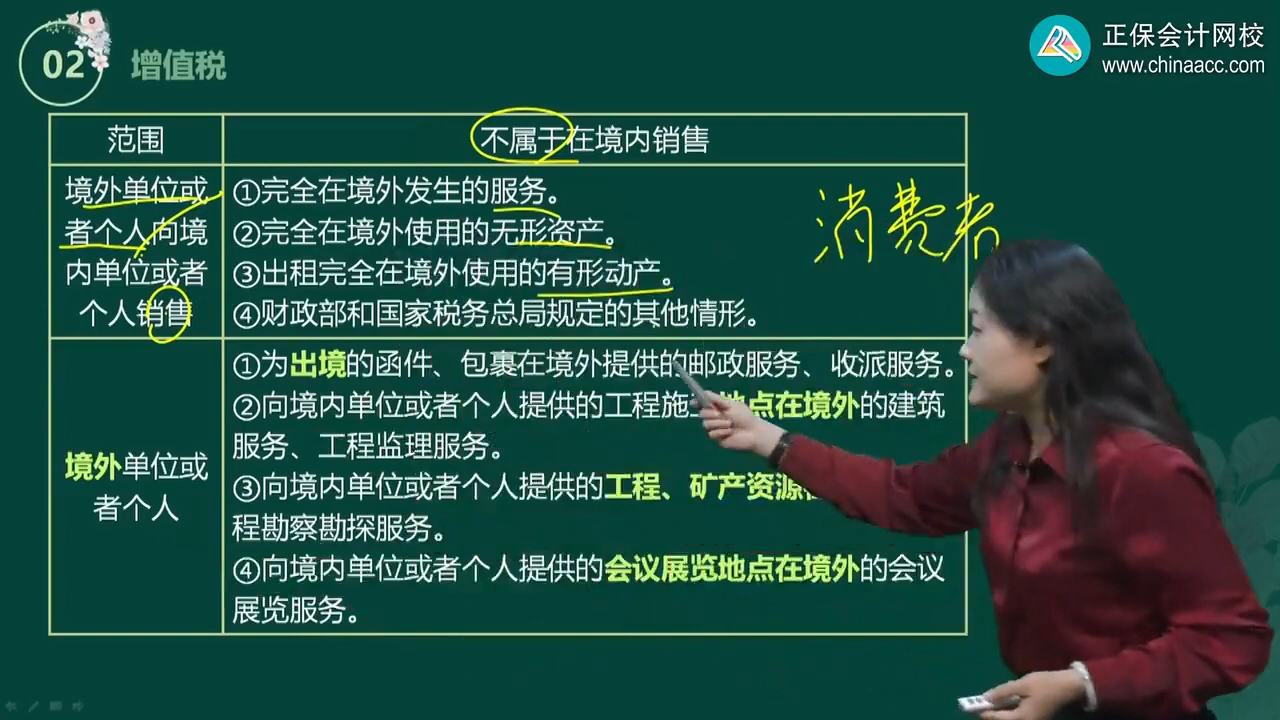 02 增值税
正保会计网校
www.chinaacc.com
范围 不属于在境内销售
境外单位或
者个人向境
内单位或者
个人销售
①完全在境外发生的服务。
②完全在境外使用的无形资产。
③出租完全在境外使用的有形动产。
④财政部和国家税务总局规定的其他情形。
消费者
境外单位或
者个人
①为出境的函件、包裹在境外提供的邮政服务、收派服务。
②向境内单位或者个人提供的工程施 地点在境外的建筑
服务、工程监理服务。
③向境内单位或者个人提供的工程、矿产资源
程勘察勘探服务。
④向境内单位或者个人提供的会议展览地点在境外的会议
展览服务。